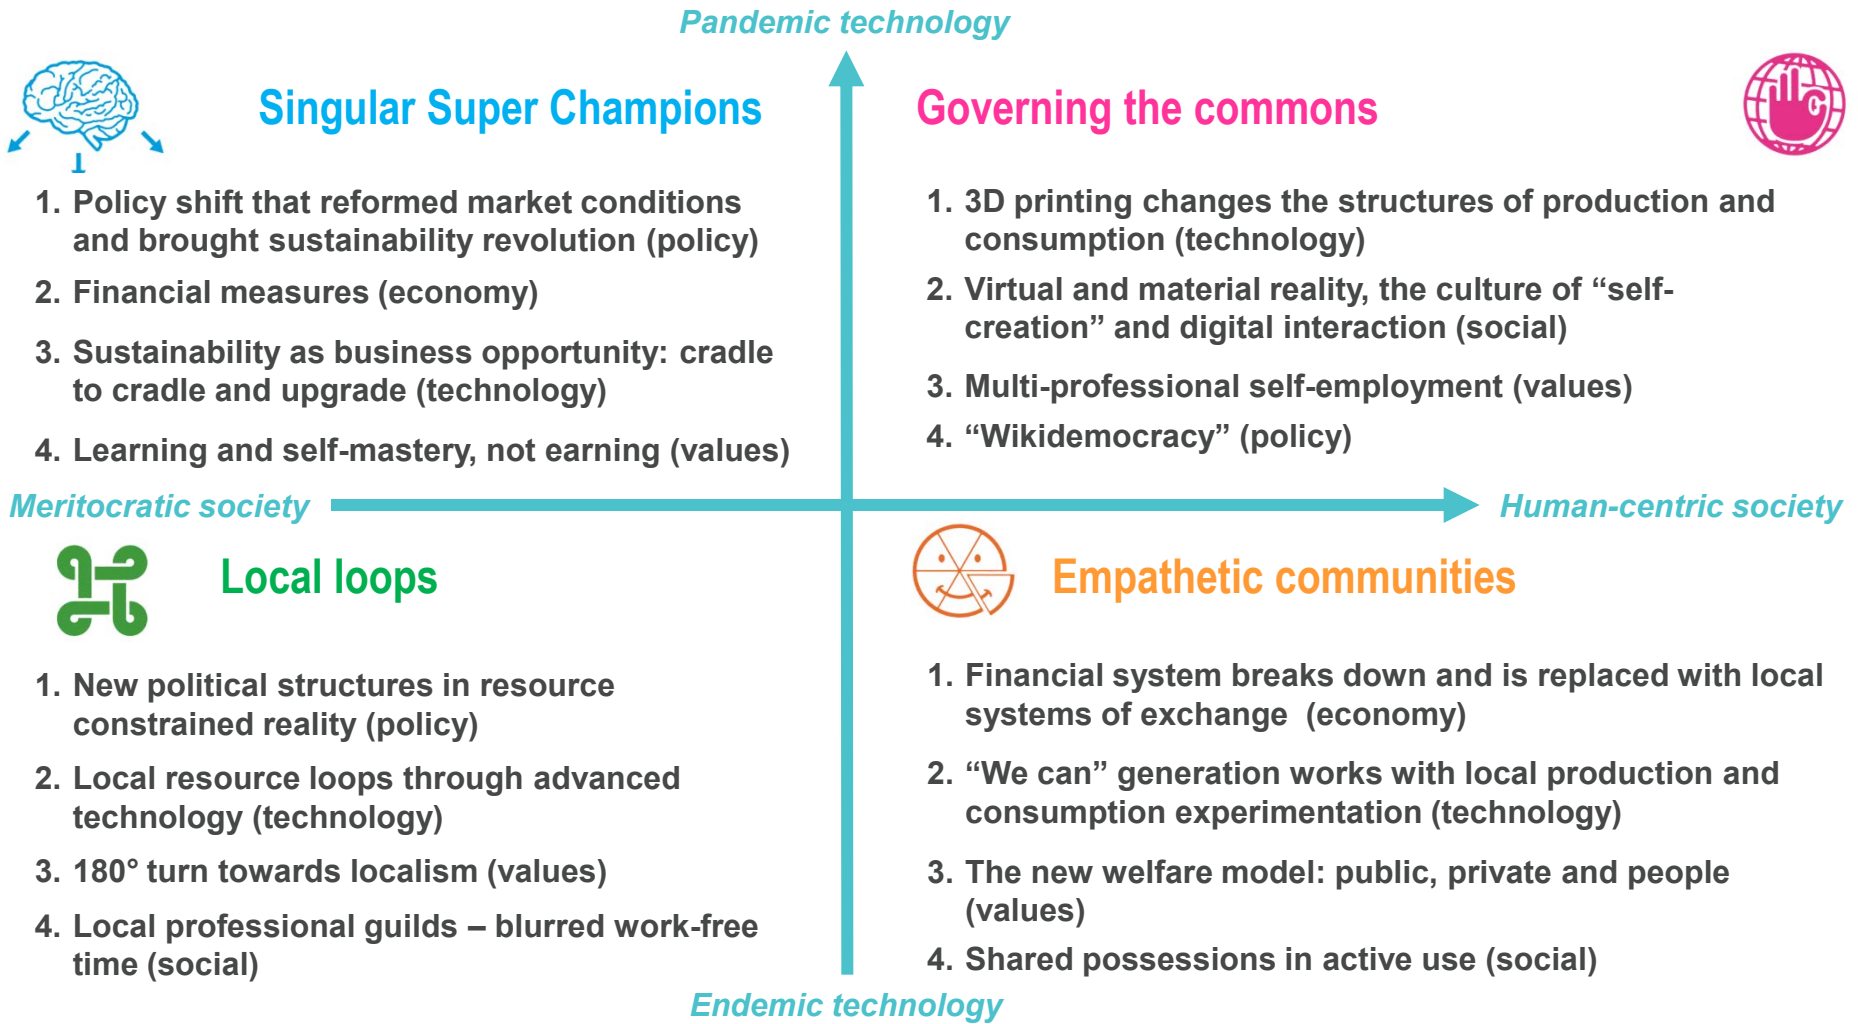 Pandemic technology
Singular Super Champions
1. Policy shift that reformed market conditions
and brought sustainability revolution (policy)
2. Financial measures (economy)
3. Sustainability as business opportunity: cradle
to cradle and upgrade (technology)
4. Learning and self-mastery, not earning (values)
Governing the commons
1. 3D printing changes the structures of production and
consumption (technology)
2. Virtual and material reality, the culture of “self-
creation” and digital interaction (social)
3. Multi-professional self-employment (values)
4. “Wikidemocracy” (policy)
Meritocratic society
Human-centric society
Local loops
1. New political structures in resource
constrained reality (policy)
2. Local resource loops through advanced
technology (technology)
3. 180° turn towards localism (values)
4. Local professional guilds – blurred work-free
time (social)
Empathetic communities
1. Financial system breaks down and is replaced with local
systems of exchange (economy)
2. “We can” generation works with local production and
consumption experimentation (technology)
3. The new welfare model: public, private and people
(values)
4. Shared possessions in active use (social)
Endemic technology